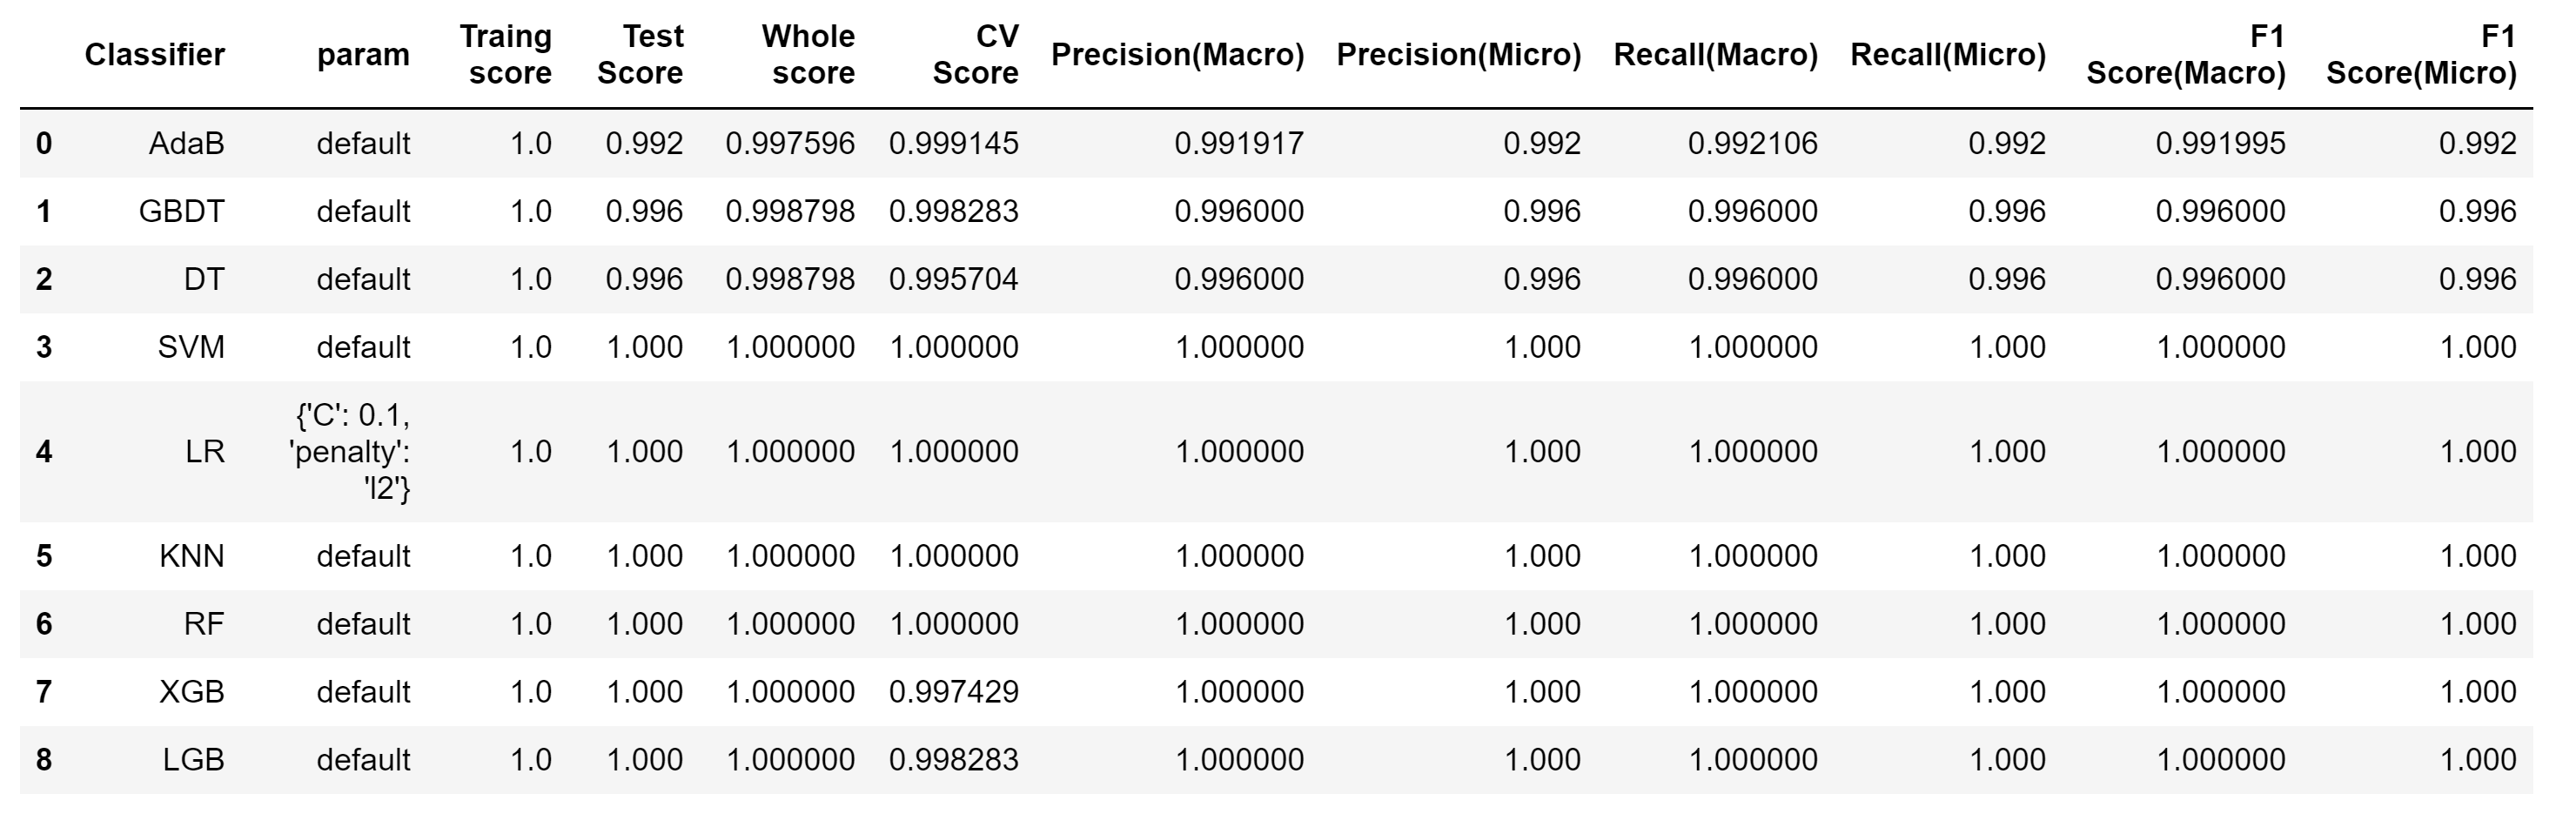 Classifier param Traing score Test Score Whole score CV Score Precision(Macro) Precision(Micro) Recall(Macro) Recall(Micro) F1 Score(Macro) F1 Score(Micro)
0 AdaB default 1.0 0.992 0.997596 0.999145 0.991917 0.992 0.992106 0.992 0.991995 0.992
1 GBDT default 1.0 0.996 0.998798 0.998283 0.996000 0.996 0.996000 0.996 0.996000 0.996
2 DT default 1.0 0.996 0.998798 0.995704 0.996000 0.996 0.996000 0.996 0.996000 0.996
3 SVM default 1.0 1.000 1.000000 1.000000 1.000000 1.000 1.000000 1.000 1.000000 1.000
4 LR {'C': 0.1, 'penalty': 'l2'} 1.0 1.000 1.000000 1.000000 1.000000 1.000 1.000000 1.000 1.000000 1.000
5 KNN default 1.0 1.000 1.000000 1.000000 1.000000 1.000 1.000000 1.000 1.000000 1.000
6 RF default 1.0 1.000 1.000000 1.000000 1.000000 1.000 1.000000 1.000 1.000000 1.000
7 XGB default 1.0 1.000 1.000000 0.997429 1.000000 1.000 1.000000 1.000 1.000000 1.000
8 LGB default 1.0 1.000 1.000000 0.998283 1.000000 1.000 1.000000 1.000 1.000000 1.000